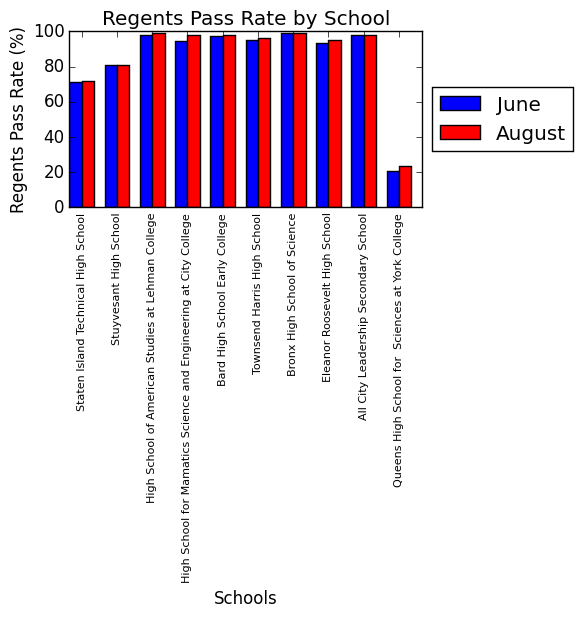 Regents Pass Rate by School
Regents Pass Rate (%)
100
80
60
40
20
0
June
August
Staten Island Technical High School
Stuyvesant High School
High School of American Studies at Lehman College
High School for Mamatics Science and Engineering at City College
Bard High School Early College
Townsend Harris High School
Bronx High School of Science
Eleanor Roosevelt High School
All City Leadership Secondary School
Queens High School for  Sciences at York College
Schools